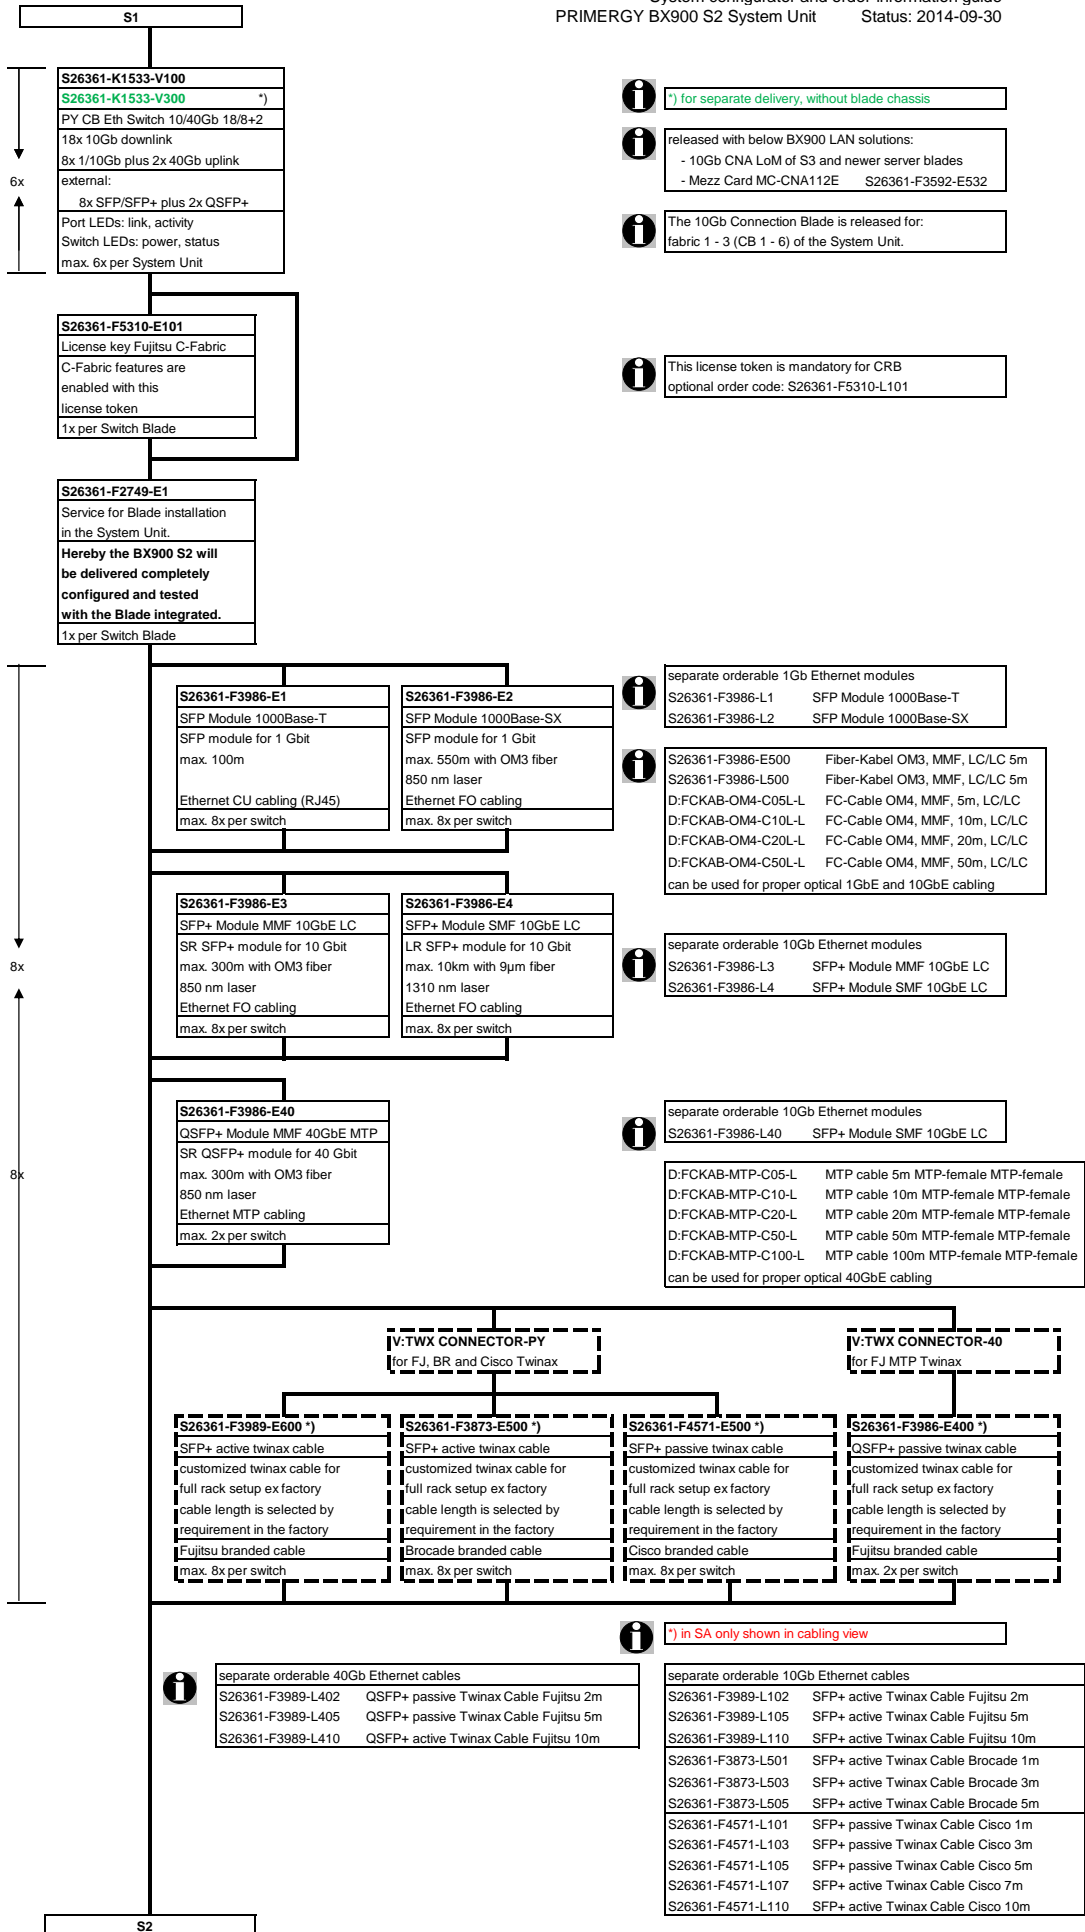 System configurator and order-information guide
S1
PRIMERGY BX900 S2 System Unit Status: 2014-09-30
S26361-K1533-V100
S26361-K1533-V300 *)
PY CB Eth Switch 10/40Gb 18/8+2
18x 10Gb downlink
8x 1/10Gb plus 2x 40Gb uplink
6x
external:
8x SFP/SFP+ plus 2x QSFP+
Port LEDs: link, activity
Switch LEDs: power, status
max. 6x per System Unit
*) for separate delivery, without blade chassis
released with below BX900 LAN solutions:
- 10Gb CNA LoM of S3 and newer server blades
- Mezz Card MC-CNA112E S26361-F3592-E532
The 10Gb Connection Blade is released for:
fabric 1 - 3 (CB 1 - 6) of the System Unit.
S26361-F5310-E101
License key Fujitsu C-Fabric
C-Fabric features are
enabled with this
license token
1x per Switch Blade
This license token is mandatory for CRB
optional order code: S26361-F5310-L101
S26361-F2749-E1
Service for Blade installation
in the System Unit.
Hereby the BX900 S2 will
be delivered completely
configured and tested
with the Blade integrated.
1x per Switch Blade
S26361-F3986-E1
SFP Module 1000Base-T
SFP module for 1 Gbit
max. 100m
Ethernet CU cabling (RJ45)
max. 8x per switch
S26361-F3986-E2
SFP Module 1000Base-SX
SFP module for 1 Gbit
max. 550m with OM3 fiber
850 nm laser
Ethernet FO cabling
max. 8x per switch
separate orderable 1Gb Ethernet modules
S26361-F3986-L1 SFP Module 1000Base-T
S26361-F3986-L2 SFP Module 1000Base-SX
S26361-F3986-E500 Fiber-Kabel OM3, MMF, LC/LC 5m
S26361-F3986-L500 Fiber-Kabel OM3, MMF, LC/LC 5m
D:FCKAB-OM4-C05L-L FC-Cable OM4, MMF, 5m, LC/LC
D:FCKAB-OM4-C10L-L FC-Cable OM4, MMF, 10m, LC/LC
D:FCKAB-OM4-C20L-L FC-Cable OM4, MMF, 20m, LC/LC
D:FCKAB-OM4-C50L-L FC-Cable OM4, MMF, 50m, LC/LC
can be used for proper optical 1GbE and 10GbE cabling
S26361-F3986-E3
SFP+ Module MMF 10GbE LC
SR SFP+ module for 10 Gbit
max. 300m with OM3 fiber
850 nm laser
Ethernet FO cabling
max. 8x per switch
S26361-F3986-E4
SFP+ Module SMF 10GbE LC
LR SFP+ module for 10 Gbit
max. 10km with 9µm fiber
1310 nm laser
Ethernet FO cabling
max. 8x per switch
8x
separate orderable 10Gb Ethernet modules
S26361-F3986-L3 SFP+ Module MMF 10GbE LC
S26361-F3986-L4 SFP+ Module SMF 10GbE LC
S26361-F3986-E40
QSFP+ Module MMF 40GbE MTP
SR QSFP+ module for 40 Gbit
max. 300m with OM3 fiber
850 nm laser
Ethernet MTP cabling
max. 2x per switch
8x
separate orderable 10Gb Ethernet modules
S26361-F3986-L40 SFP+ Module SMF 10GbE LC
D:FCKAB-MTP-C05-L MTP cable 5m MTP-female MTP-female
D:FCKAB-MTP-C10-L MTP cable 10m MTP-female MTP-female
D:FCKAB-MTP-C20-L MTP cable 20m MTP-female MTP-female
D:FCKAB-MTP-C50-L MTP cable 50m MTP-female MTP-female
D:FCKAB-MTP-C100-L MTP cable 100m MTP-female MTP-female
can be used for proper optical 40GbE cabling
V:TWX CONNECTOR-PY
for FJ, BR and Cisco Twinax
V:TWX CONNECTOR-40
for FJ MTP Twinax
S26361-F3989-E600 *)
SFP+ active twinax cable
customized twinax cable for
full rack setup ex factory
cable length is selected by
requirement in the factory
Fujitsu branded cable
max. 8x per switch
S26361-F3873-E500 *)
SFP+ active twinax cable
customized twinax cable for
full rack setup ex factory
cable length is selected by
requirement in the factory
Brocade branded cable
max. 8x per switch
S26361-F4571-E500 *)
SFP+ passive twinax cable
customized twinax cable for
full rack setup ex factory
cable length is selected by
requirement in the factory
Cisco branded cable
max. 8x per switch
S26361-F3986-E400 *)
QSFP+ passive twinax cable
customized twinax cable for
full rack setup ex factory
cable length is selected by
requirement in the factory
Fujitsu branded cable
max. 2x per switch
*) in SA only shown in cabling view
separate orderable 40Gb Ethernet cables
S26361-F3989-L402 QSFP+ passive Twinax Cable Fujitsu 2m
S26361-F3989-L405 QSFP+ passive Twinax Cable Fujitsu 5m
S26361-F3989-L410 QSFP+ active Twinax Cable Fujitsu 10m
separate orderable 10Gb Ethernet cables
S26361-F3989-L102 SFP+ active Twinax Cable Fujitsu 2m
S26361-F3989-L105 SFP+ active Twinax Cable Fujitsu 5m
S26361-F3989-L110 SFP+ active Twinax Cable Fujitsu 10m
S26361-F3873-L501 SFP+ active Twinax Cable Brocade 1m
S26361-F3873-L503 SFP+ active Twinax Cable Brocade 3m
S26361-F3873-L505 SFP+ active Twinax Cable Brocade 5m
S26361-F4571-L101 SFP+ passive Twinax Cable Cisco 1m
S26361-F4571-L103 SFP+ passive Twinax Cable Cisco 3m
S26361-F4571-L105 SFP+ passive Twinax Cable Cisco 5m
S26361-F4571-L107 SFP+ active Twinax Cable Cisco 7m
S26361-F4571-L110 SFP+ active Twinax Cable Cisco 10m
S2